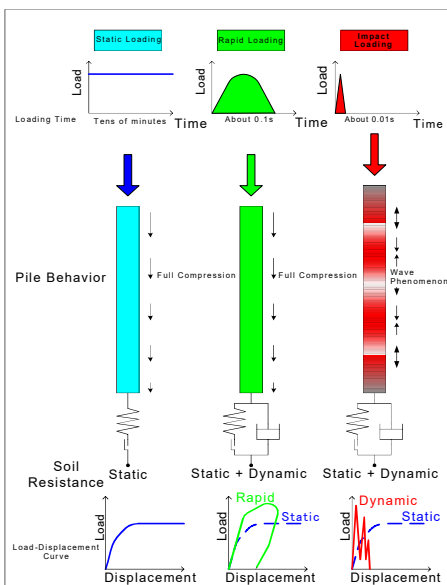 Static Loading
Rapid Loading
Impact
Loading
Load
Load
Load
Loading Time
Tens of minutes
Time
About 0.1s
Time
About 0.01s
Time
Pile Behavior
Full Compression
Full Compression
Wave
Phenomenon
Soil
Resistance
Static
Static + Dynamic
Static + Dynamic
Load-Displacement
Curve
Load
Displacement
Load
Rapid
Static
Displacement
Load
Dynamic
Static
Displacement